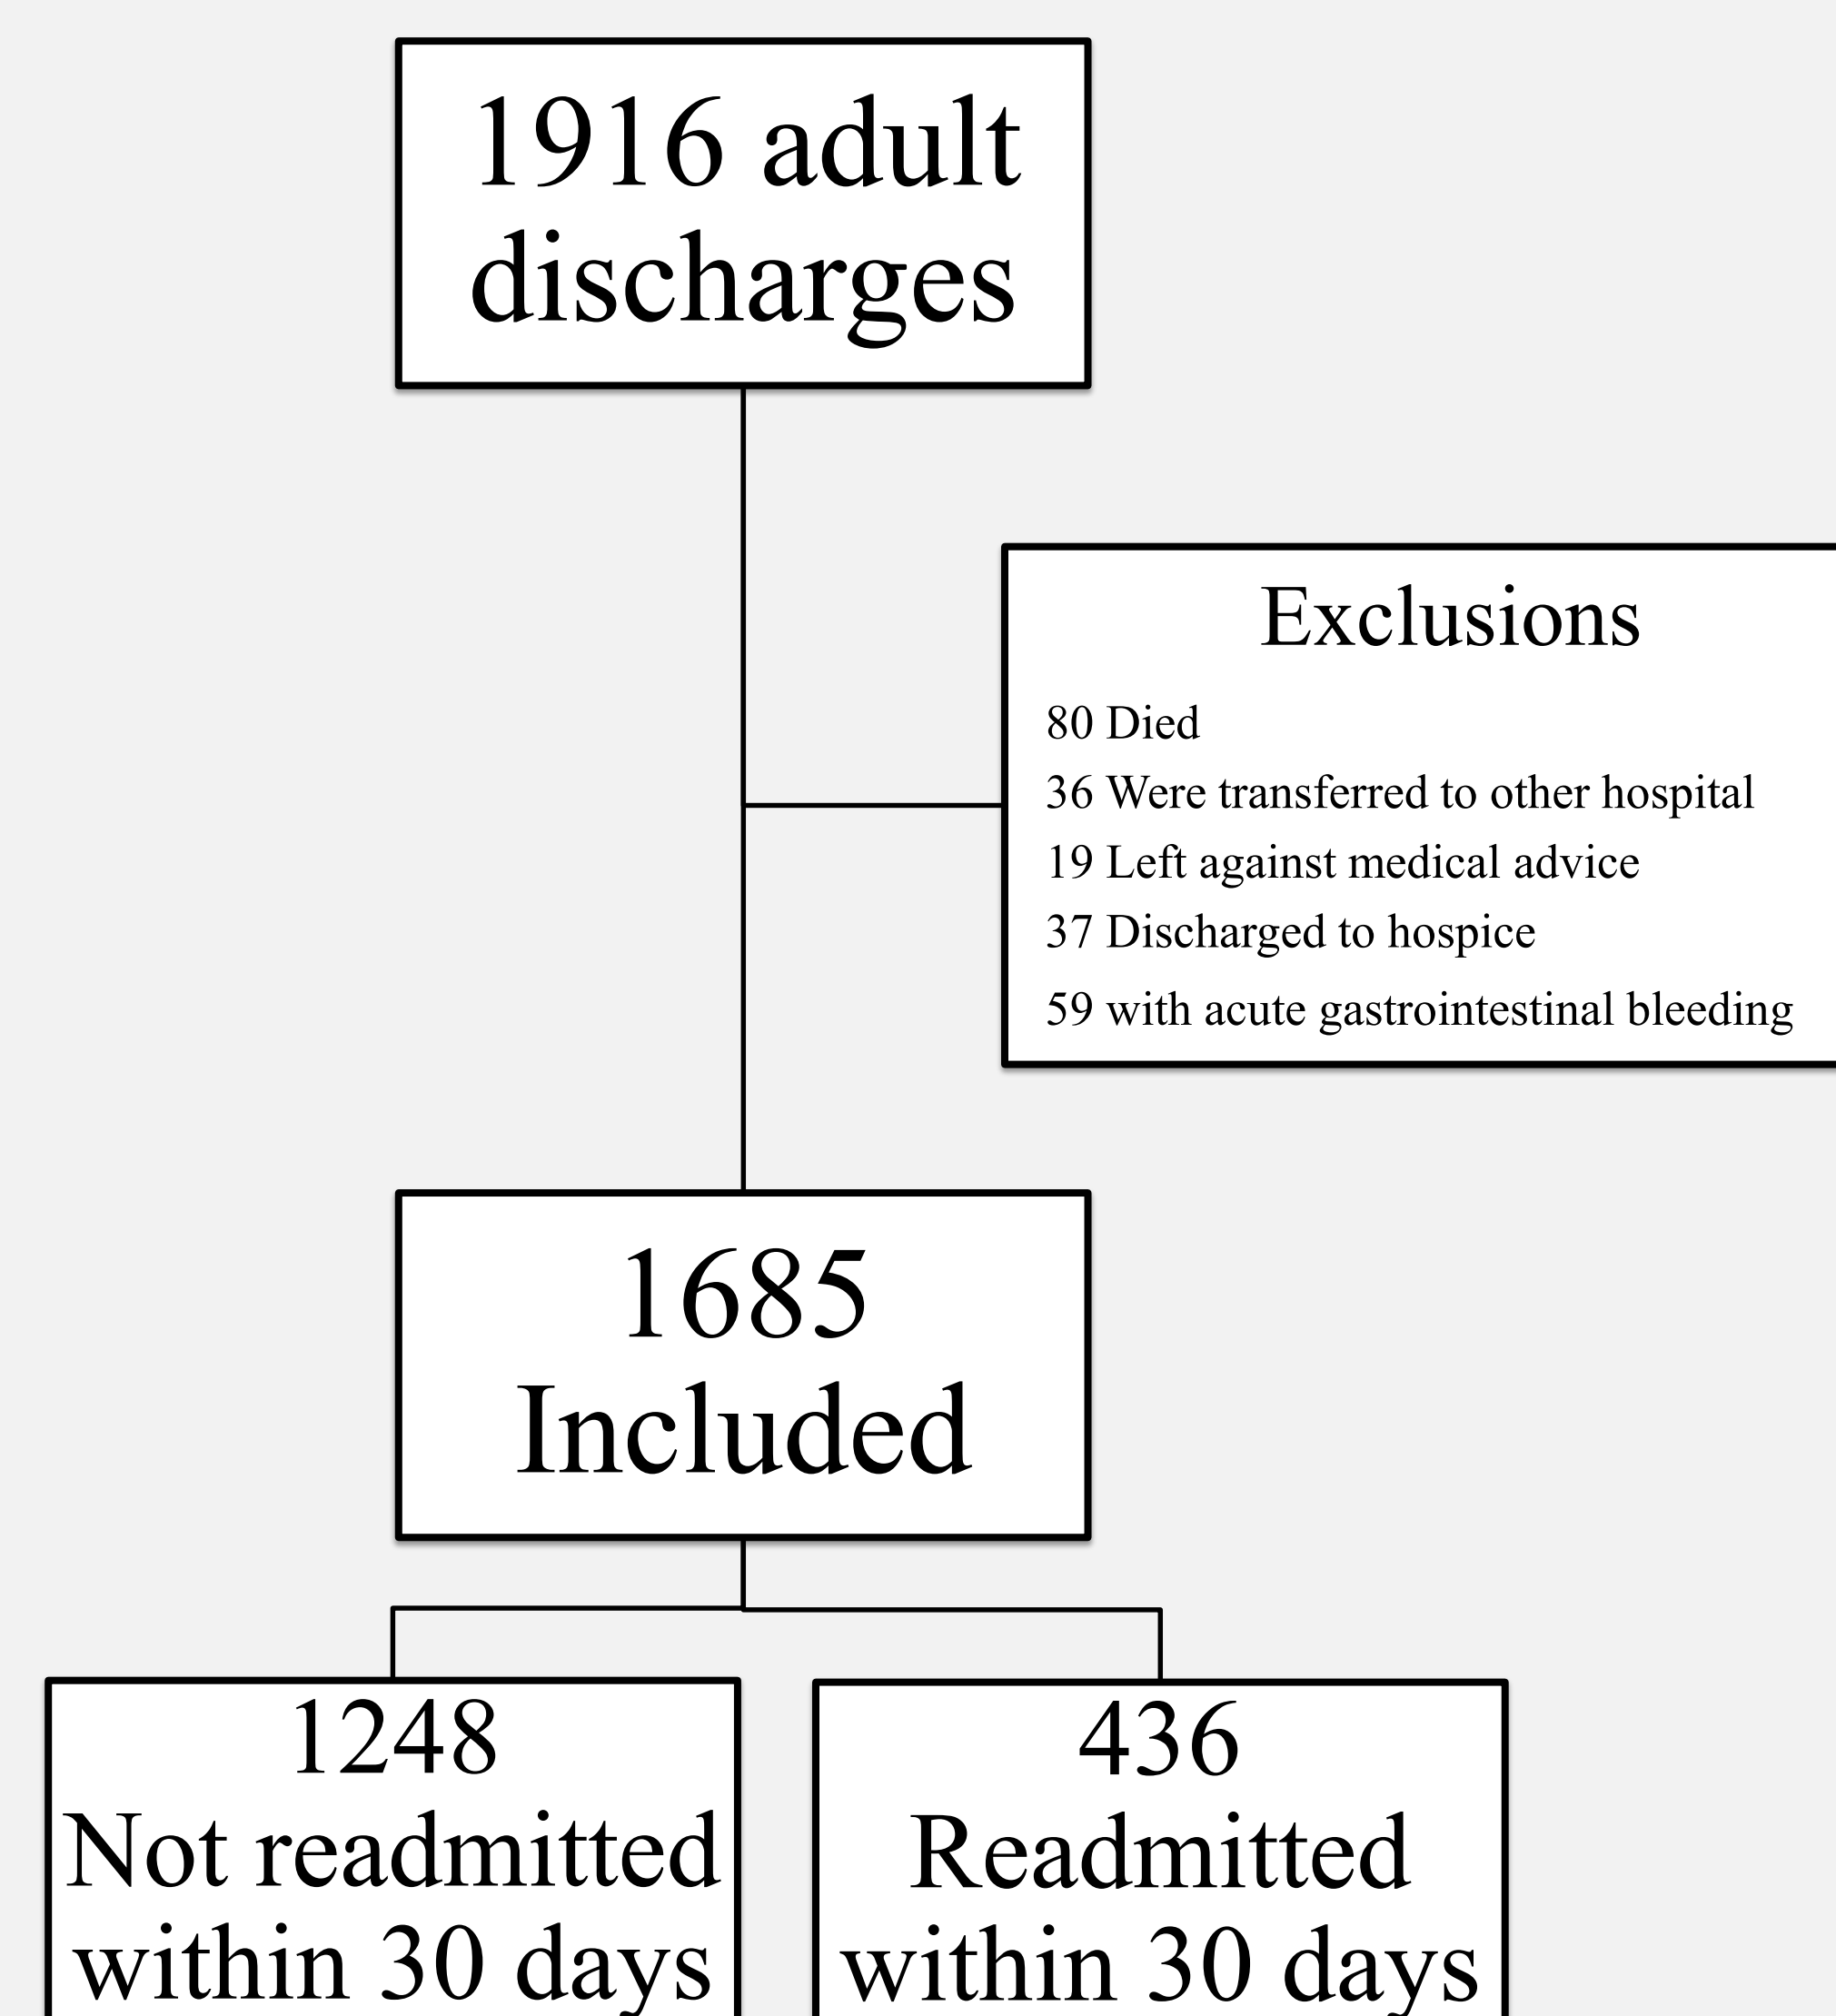 1916 adult
discharges
Exclusions
80 Died
36 Were transferred to other hospital
19 Left against medical advice
37 Discharged to hospice
59 with acute gastrointestinal bleeding
1685
Included
1248
Not readmitted
within 30 days
436
Readmitted
within 30 days